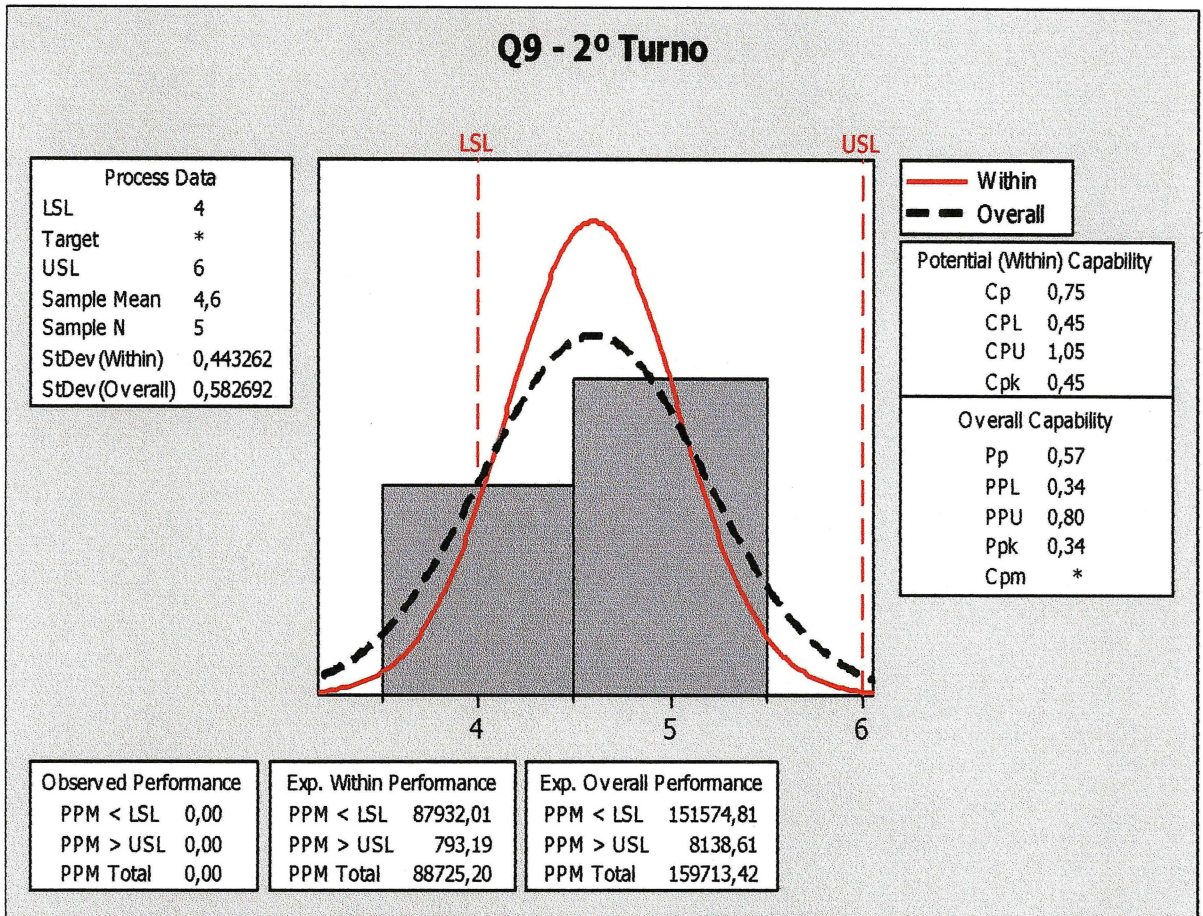 Q9 - 2º Turno
LSL
USL
Process Data
LSL 4
Target *
USL 6
Sample Mean 4,6
Sample N 5
StDev(Within) 0,443262
StDev(Overall) 0,582692
Within
Overall
Potential (Within) Capability
Cp 0,75
CPL 0,45
CPU 1,05
Cpk 0,45
Overall Capability
Pp 0,57
PPL 0,34
PPU 0,80
Ppk 0,34
Cpm *
4 5 6
Observed Performance
PPM < LSL 0,00
PPM > USL 0,00
PPM Total 0,00
Exp. Within Performance
PPM < LSL 87932,01
PPM > USL 793,19
PPM Total 88725,20
Exp. Overall Performance
PPM < LSL 151574,81
PPM > USL 8138,61
PPM Total 159713,42